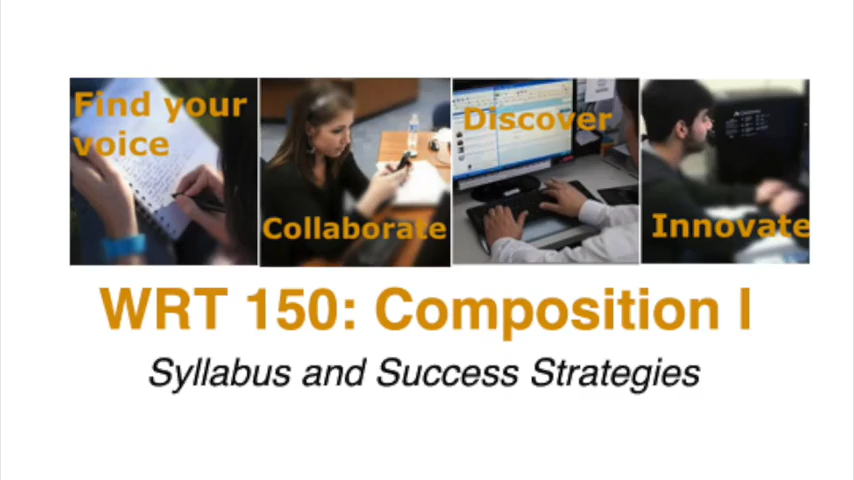 Find your
voice
Collaborate
Discover
Innovate
WRT 150: Composition I
Syllabus and Success Strategies